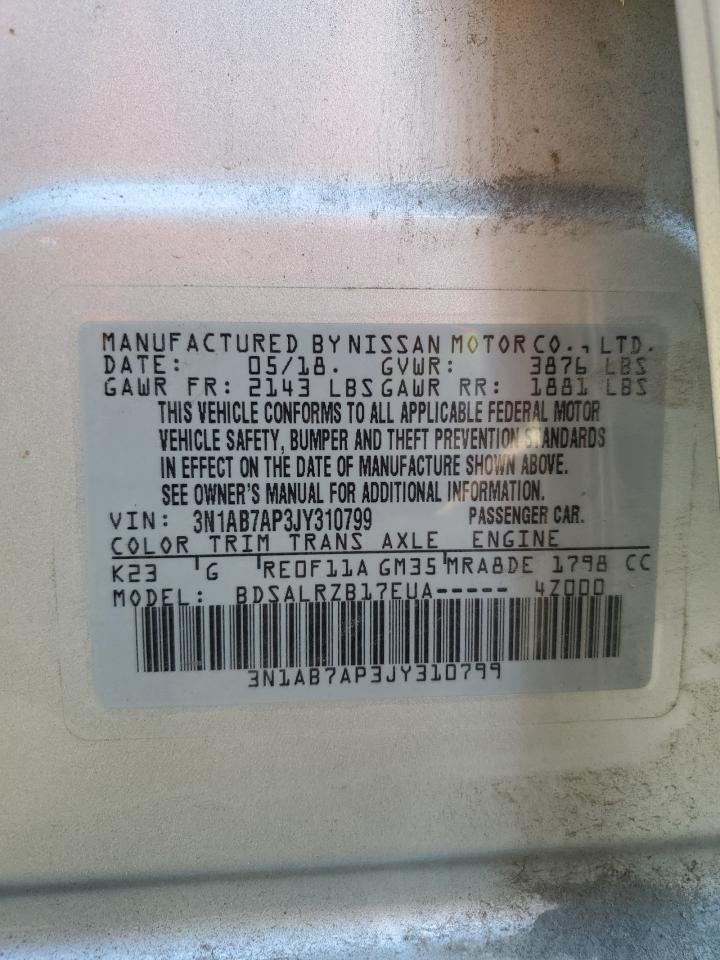 MANUFACTURED BY NISSAN MOTOR CO., LTD.
DATE: 05/18. GVWR: 3876 LBS
GAWR FR: 2143 LBS GAWR RR: 1881 LBS
THIS VEHICLE CONFORMS TO ALL APPLICABLE FEDERAL MOTOR
VEHICLE SAFETY, BUMPER AND THEFT PREVENTION STANDARDS
IN EFFECT ON THE DATE OF MANUFACTURE SHOWN ABOVE.
SEE OWNER'S MANUAL FOR ADDITIONAL INFORMATION.
VIN: 3N1AB7AP3JY310799 PASSENGER CAR.
COLOR TRIM TRANS AXLE ENGINE
K23 G RE0F11A GM35 MRA8DE 1798 CC
MODEL: BDSALRZB17EUA----- 4Z000
3N1AB7AP3JY310799